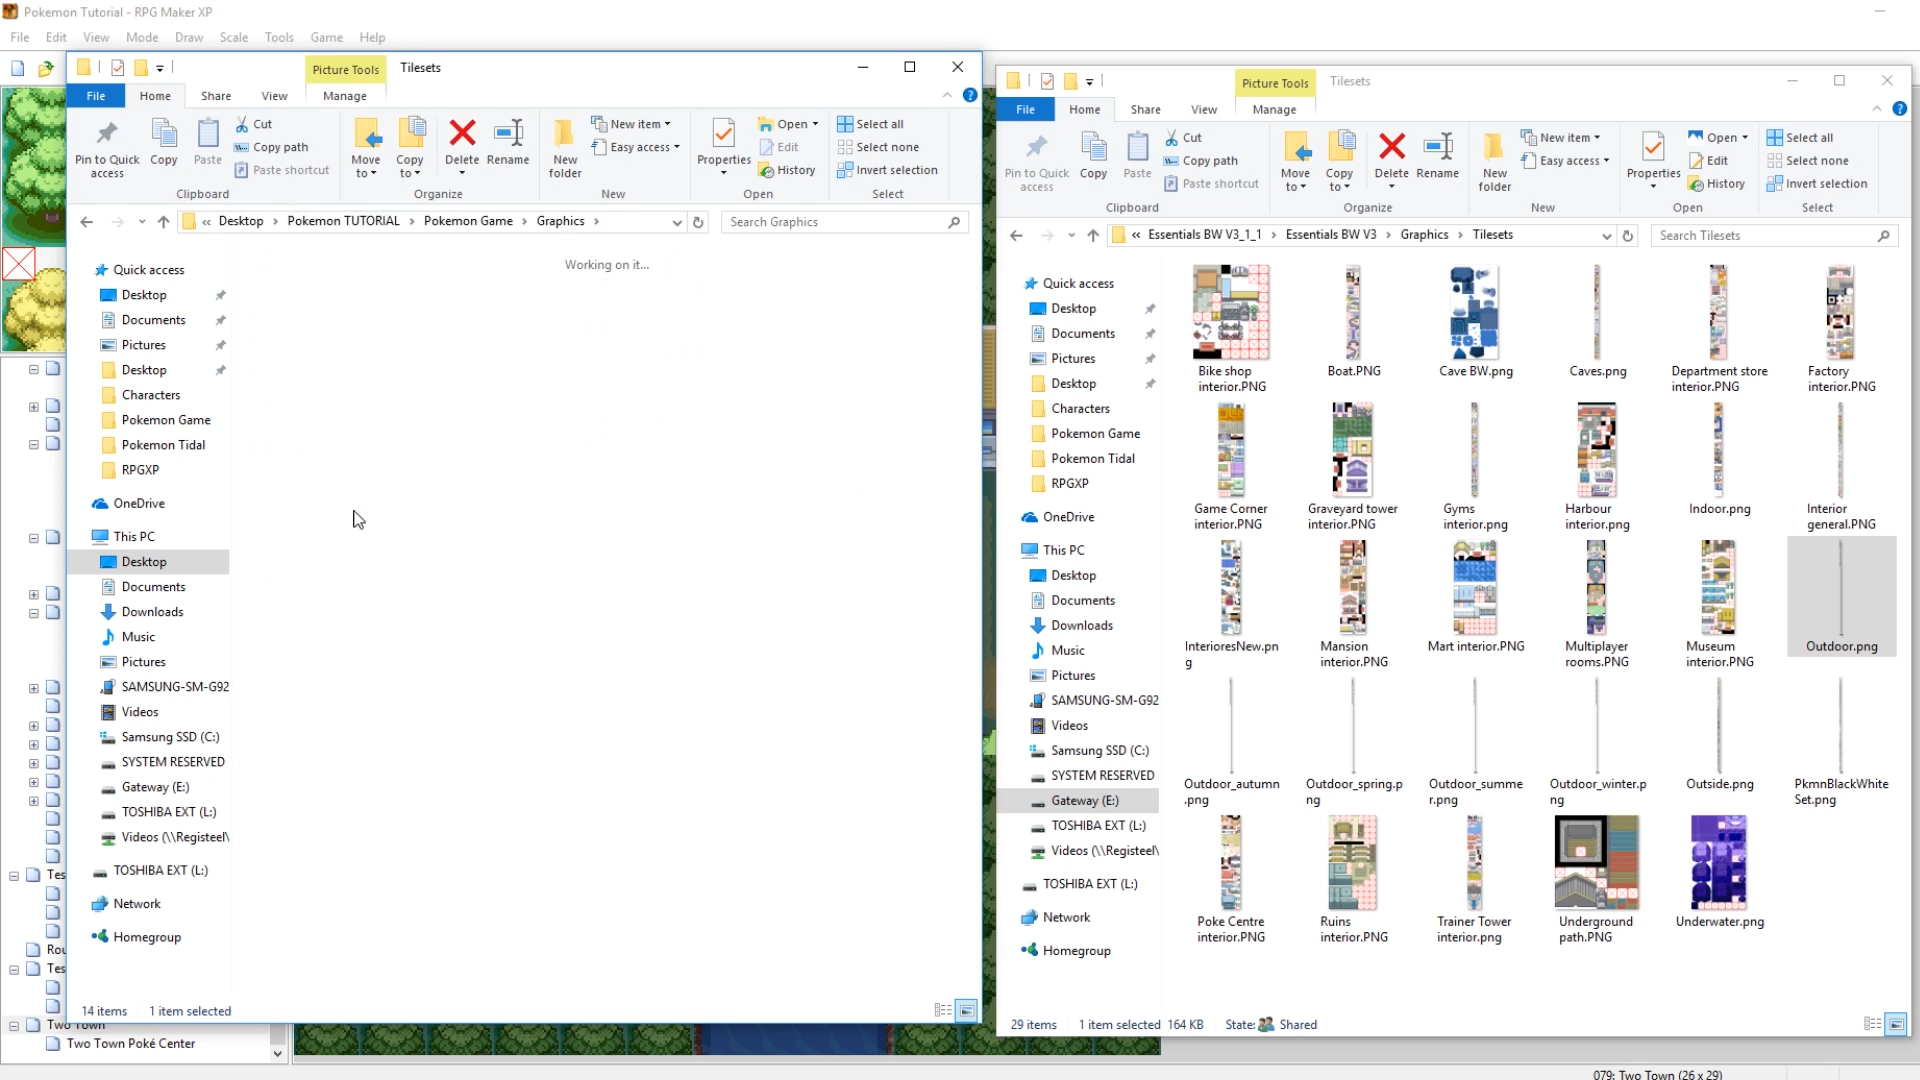 Pokemon Tutorial - RPG Maker XP
File Edit View Mode Draw Scale Tools Game Help
Picture Tools Tilesets
File Home Share View Manage
Pin to Quick access
Copy
Paste
Cut
Copy path
Paste shortcut
Clipboard
Move to
Copy to
Delete
Rename
Organize
New folder
New item
Easy access
New
Properties
Open
Edit
History
Open
Select all
Select none
Invert selection
Select
« Desktop > Pokemon TUTORIAL > Pokemon Game > Graphics >
Search Graphics
Working on it...
Quick access
Desktop
Documents
Pictures
Desktop
Characters
Pokemon Game
Pokemon Tidal
RPGXP
OneDrive
This PC
Desktop
Documents
Downloads
Music
Pictures
SAMSUNG-SM-G92
Videos
Samsung SSD (C:)
SYSTEM RESERVED
Gateway (E:)
TOSHIBA EXT (L:)
Videos (\\Registeel\
TOSHIBA EXT (L:)
Network
Homegroup
14 items 1 item selected
Tes
Rou
Tes
Two Town
Two Town Poké Center
Picture Tools Tilesets
File Home Share View Manage
Pin to Quick access
Copy
Paste
Cut
Copy path
Paste shortcut
Clipboard
Move to
Copy to
Delete
Rename
Organize
New folder
New item
Easy access
New
Properties
Open
Edit
History
Open
Select all
Select none
Invert selection
Select
« Essentials BW V3_1_1 > Essentials BW V3 > Graphics > Tilesets
Search Tilesets
Quick access
Desktop
Documents
Pictures
Desktop
Characters
Pokemon Game
Pokemon Tidal
RPGXP
OneDrive
This PC
Desktop
Documents
Downloads
Music
Pictures
SAMSUNG-SM-G92
Videos
Samsung SSD (C:)
SYSTEM RESERVED
Gateway (E:)
TOSHIBA EXT (L:)
Videos (\\Registeel\
TOSHIBA EXT (L:)
Network
Homegroup
Bike shop interior.PNG
Boat.PNG
Cave BW.png
Caves.png
Department store interior.PNG
Factory interior.PNG
Game Corner interior.PNG
Graveyard tower interior.PNG
Gyms interior.png
Harbour interior.png
Indoor.png
Interior general.PNG
InterioresNew.png
Mansion interior.PNG
Mart interior.PNG
Multiplayer rooms.PNG
Museum interior.PNG
Outdoor.png
Outdoor_autumn.png
Outdoor_spring.png
Outdoor_summer.png
Outdoor_winter.png
Outside.png
PkmnBlackWhiteSet.png
Poke Centre interior.PNG
Ruins interior.PNG
Trainer Tower interior.png
Underground path.PNG
Underwater.png
29 items 1 item selected 164 KB State: Shared
079: Two Town (26 x 29)